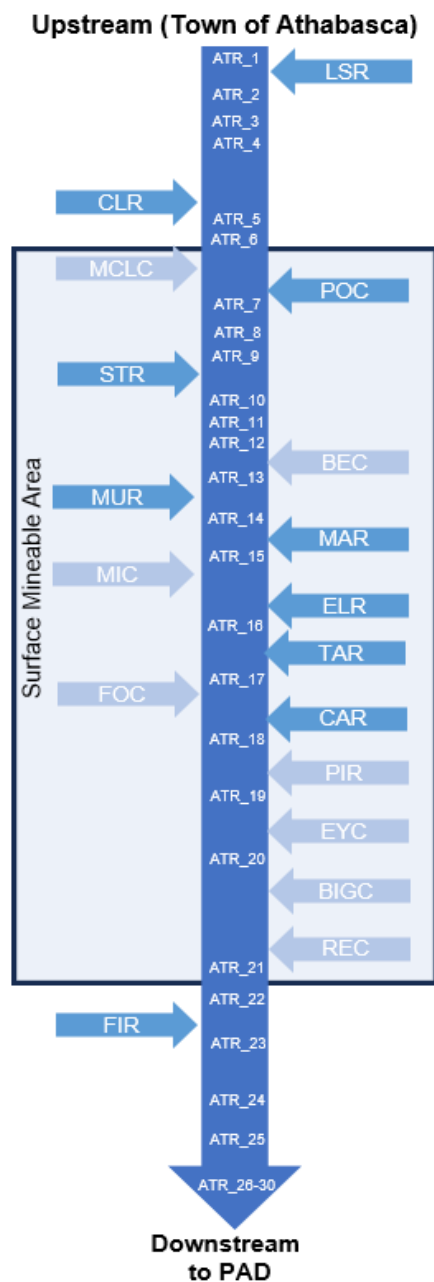 Upstream (Town of Athabasca)
ATR_1
LSR
ATR_2
ATR_3
ATR_4
CLR
ATR_5
ATR_6
MCLC
POC
ATR_7
ATR_8
ATR_9
STR
ATR_10
ATR_11
ATR_12
BEC
ATR_13
MUR
ATR_14
MAR
ATR_15
MIC
ELR
ATR_16
TAR
ATR_17
FOC
CAR
ATR_18
PIR
ATR_19
EYC
ATR_20
BIGC
REC
ATR_21
Surface Mineable Area
ATR_22
FIR
ATR_23
ATR_24
ATR_25
ATR_26-30
Downstream
to PAD